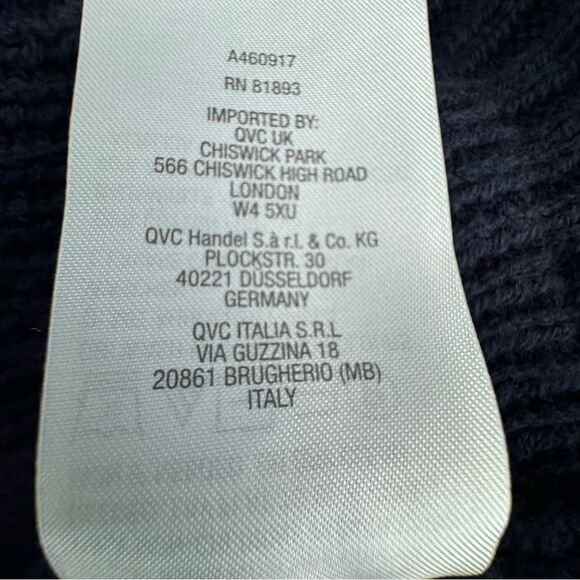 A460917
RN 81893
IMPORTED BY:
QVC UK
CHISWICK PARK
566 CHISWICK HIGH ROAD
LONDON
W4 5XU
QVC Handel S.à r.l. & Co. KG
PLOCKSTR. 30
40221 DÜSSELDORF
GERMANY
QVC ITALIA S.R.L
VIA GUZZINA 18
20861 BRUGHERIO (MB)
ITALY